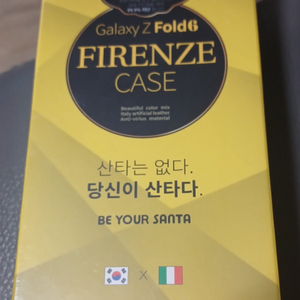 Galaxy Z Fold6
FIRENZE
CASE
Beautiful color mix
Italy artificial leather
Anti-virius material
산타는 없다.
당신이 산타다.
BE YOUR SANTA
X